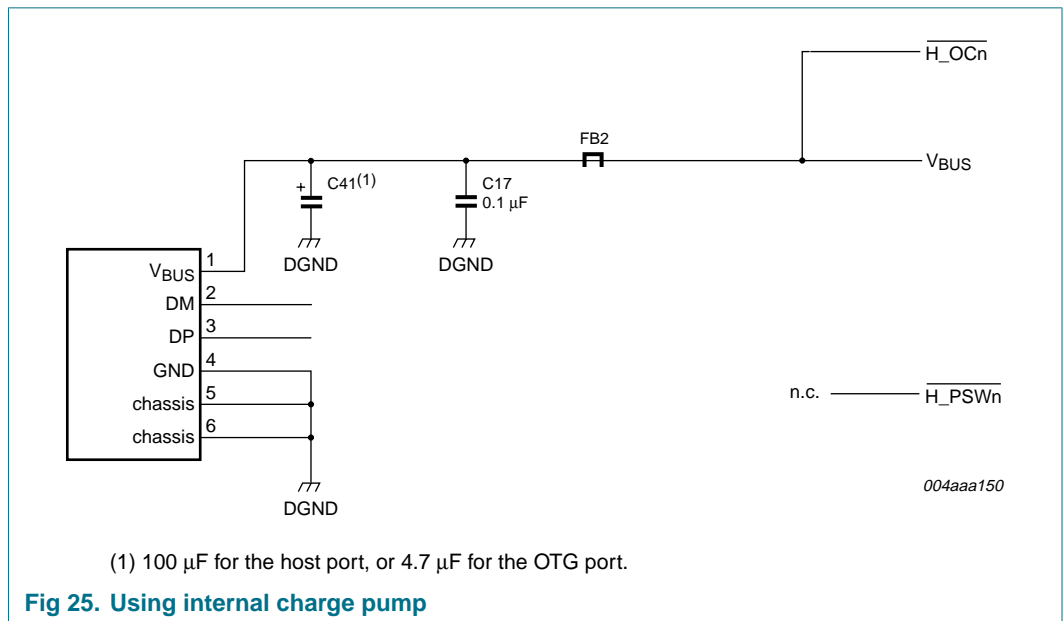 H_OCn
FB2
VBUS
+ C41(1)
C17
0.1 μF
DGND
DGND
VBUS 1
DM 2
DP 3
GND 4
chassis 5
chassis 6
n.c.
H_PSWn
DGND
004aaa150
(1) 100 μF for the host port, or 4.7 μF for the OTG port.
Fig 25. Using internal charge pump